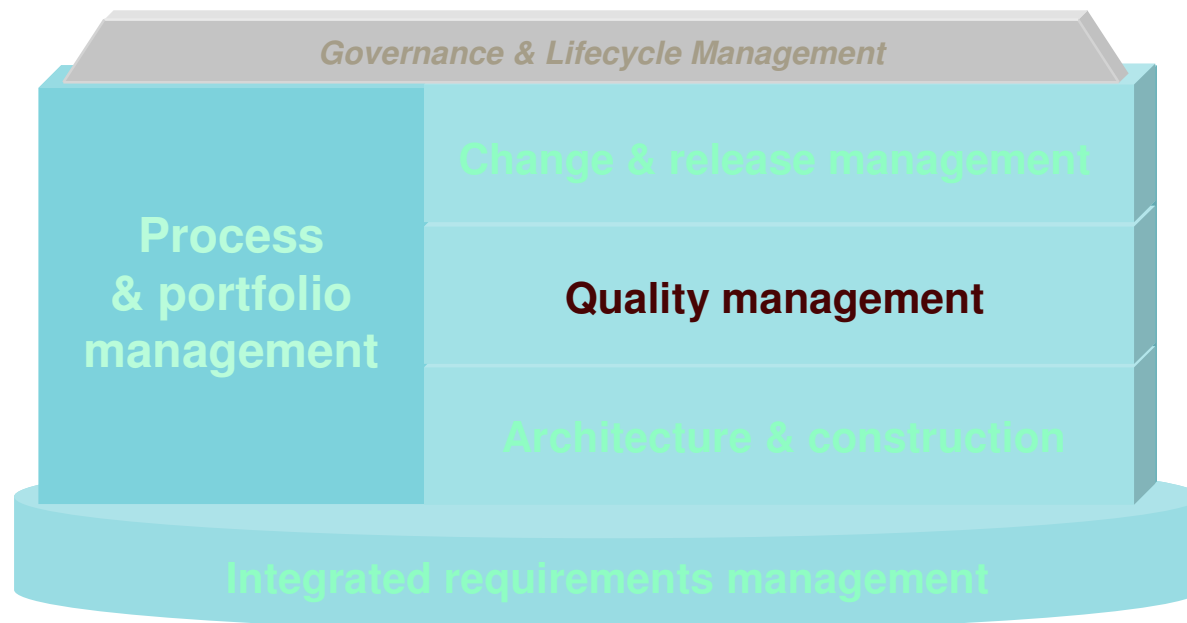 Governance & Lifecycle Management
Change & release management
Process
& portfolio
management
Quality management
Architecture & construction
Integrated requirements management